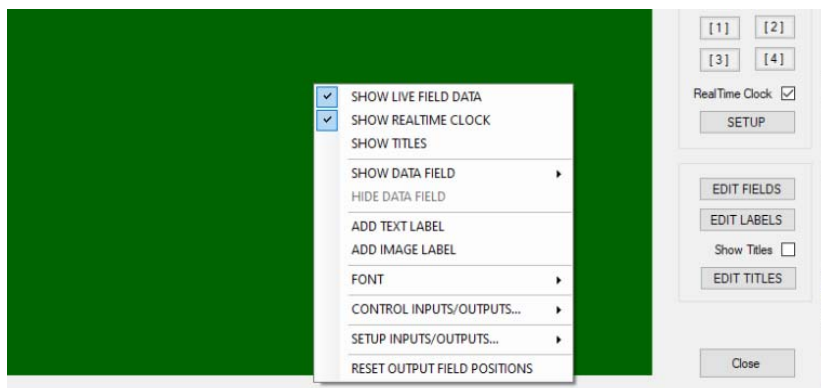 SHOW LIVE FIELD DATA
SHOW REALTIME CLOCK
SHOW TITLES
SHOW DATA FIELD
HIDE DATA FIELD
ADD TEXT LABEL
ADD IMAGE LABEL
FONT
CONTROL INPUTS/OUTPUTS...
SETUP INPUTS/OUTPUTS...
RESET OUTPUT FIELD POSITIONS
[1] [2]
[3] [4]
RealTime Clock
SETUP
EDIT FIELDS
EDIT LABELS
Show Titles
EDIT TITLES
Close